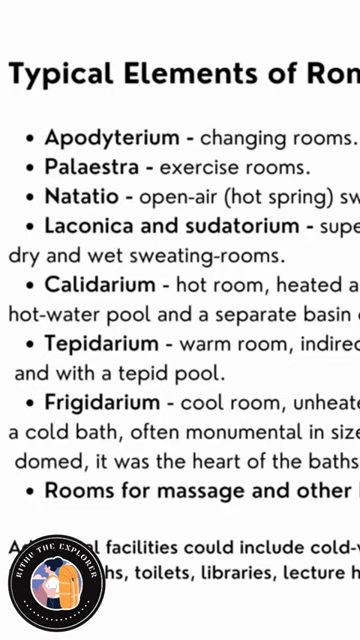 Typical Elements of Rom
• Apodyterium - changing rooms.
• Palaestra - exercise rooms.
• Natatio - open-air (hot spring) sw
• Laconica and sudatorium - supe
dry and wet sweating-rooms.
• Calidarium - hot room, heated a
hot-water pool and a separate basin
• Tepidarium - warm room, indirec
and with a tepid pool.
• Frigidarium - cool room, unheate
a cold bath, often monumental in size
domed, it was the heart of the baths
• Rooms for massage and other
facilities could include cold-
toilets, libraries, lecture h
RITHU THE EXPLORER